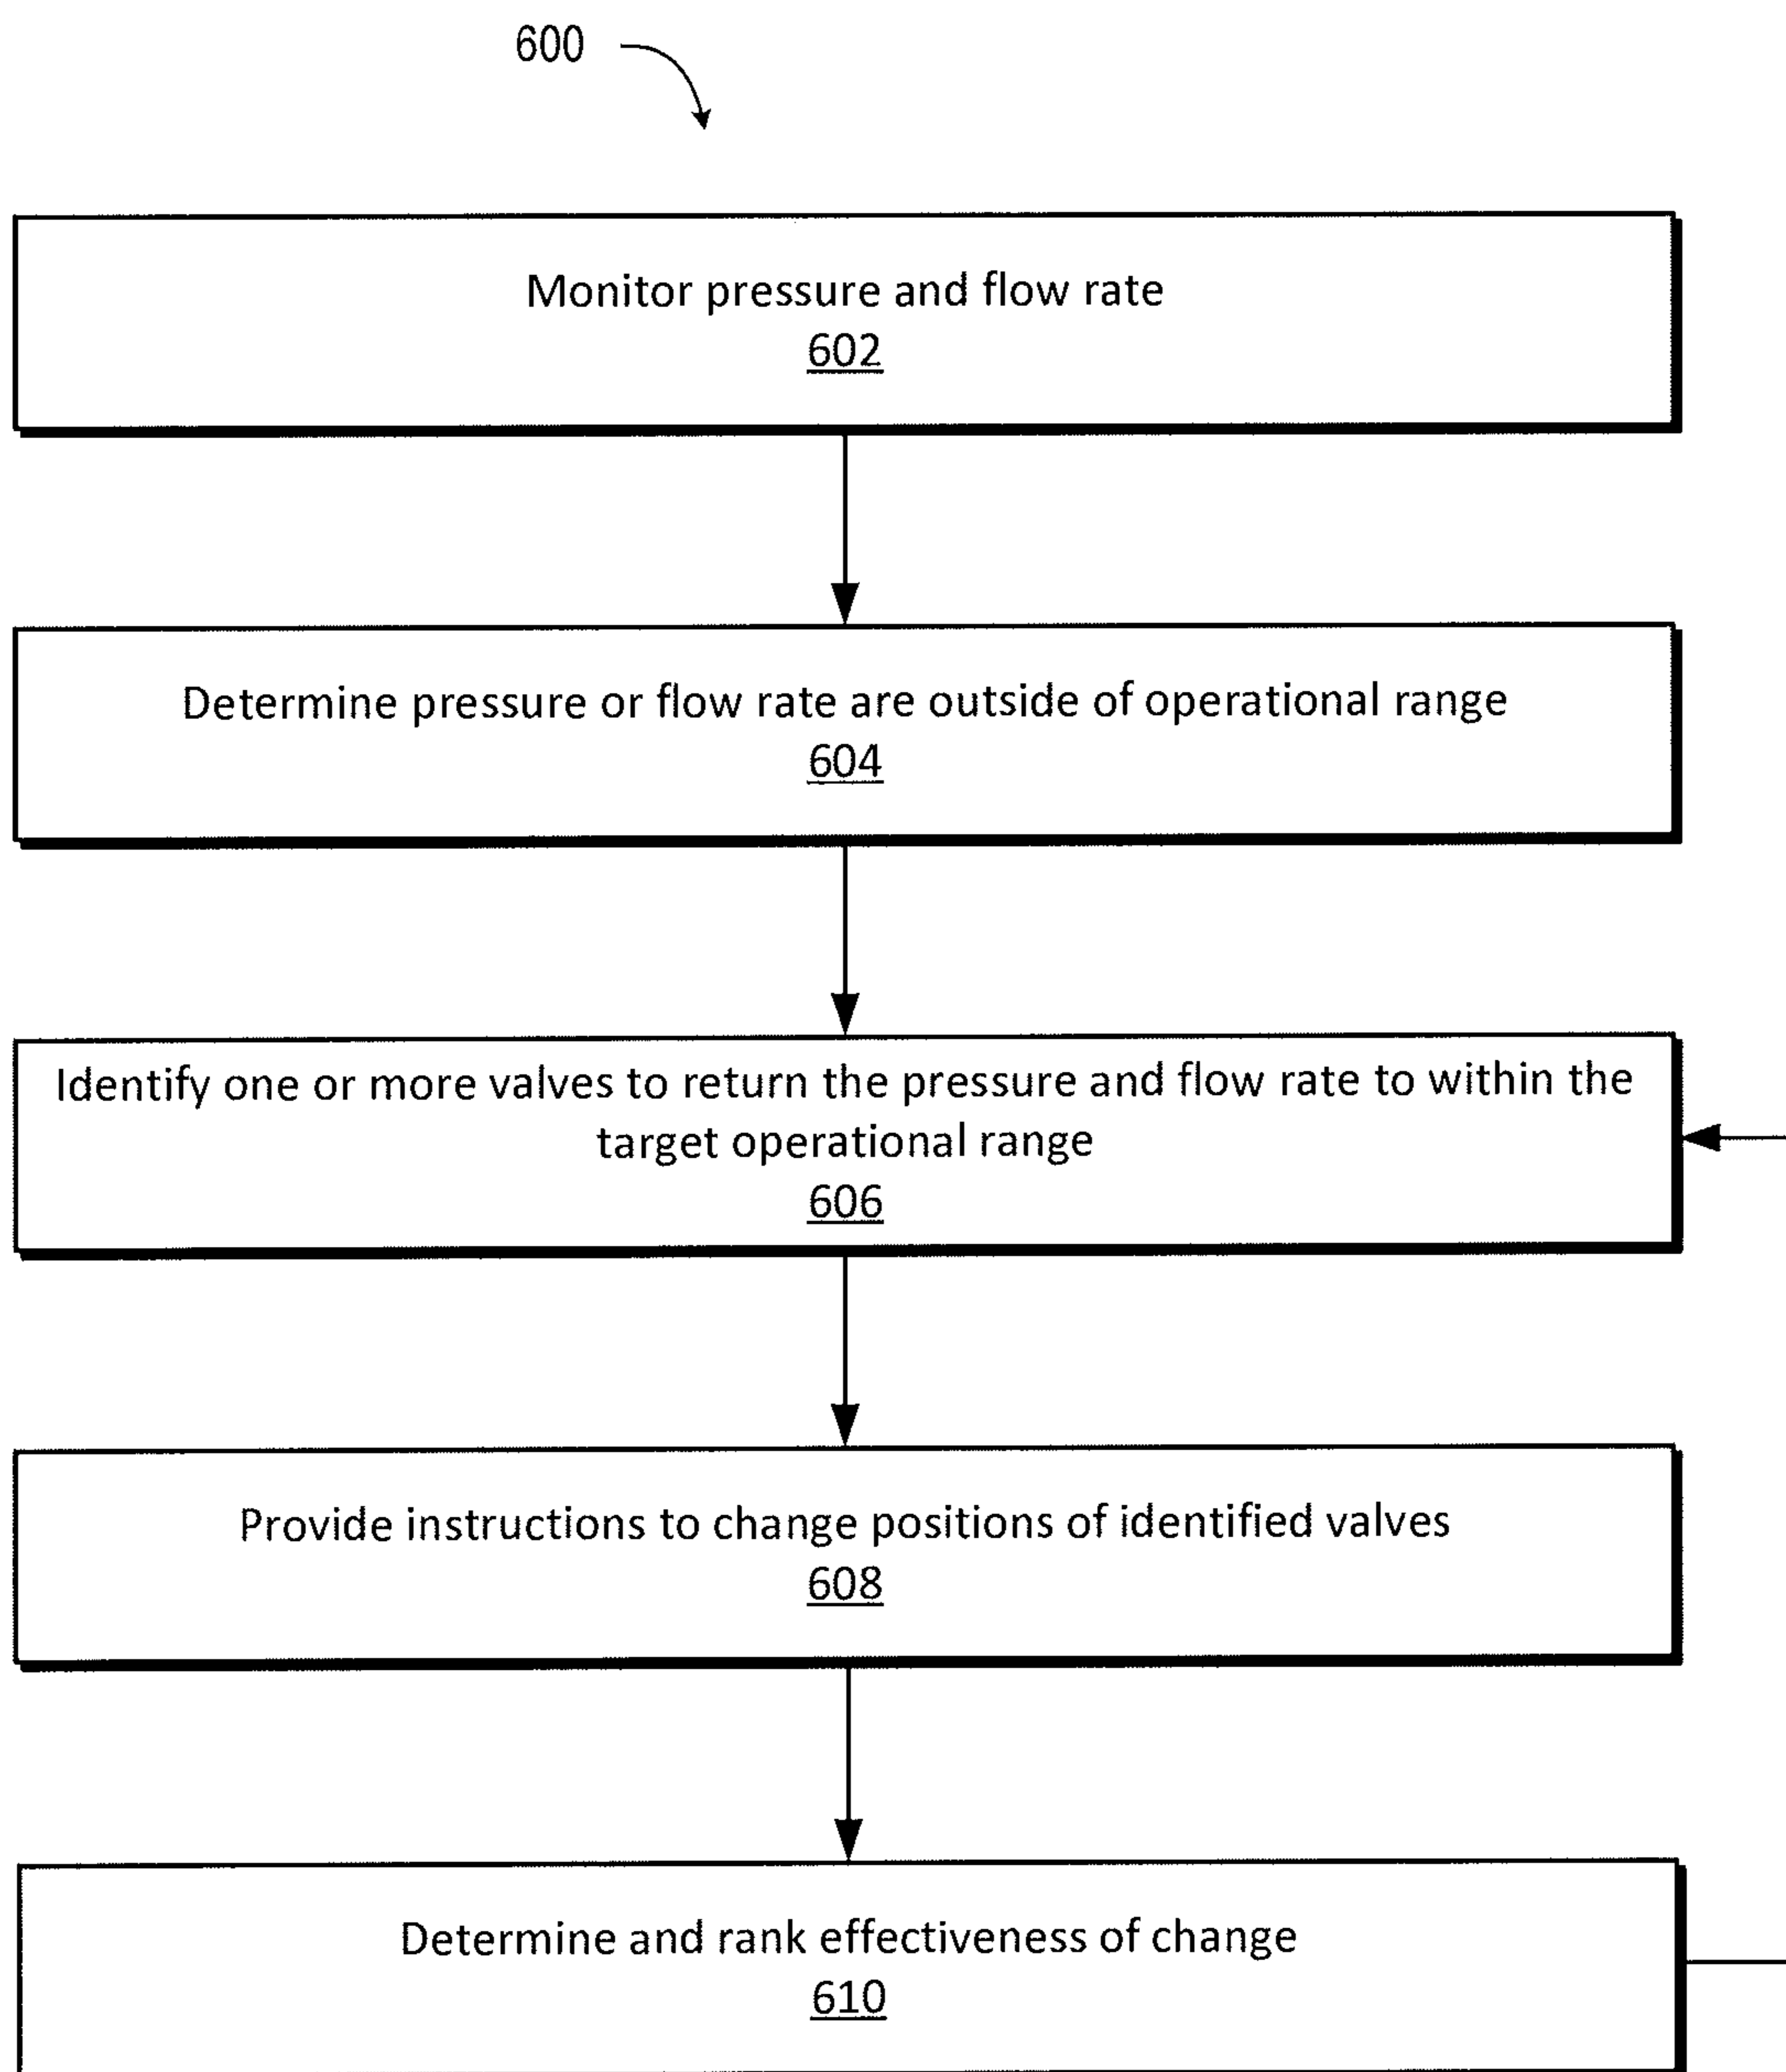 600
Monitor pressure and flow rate
602
Determine pressure or flow rate are outside of operational range
604
Identify one or more valves to return the pressure and flow rate to within the
target operational range
606
Provide instructions to change positions of identified valves
608
Determine and rank effectiveness of change
610